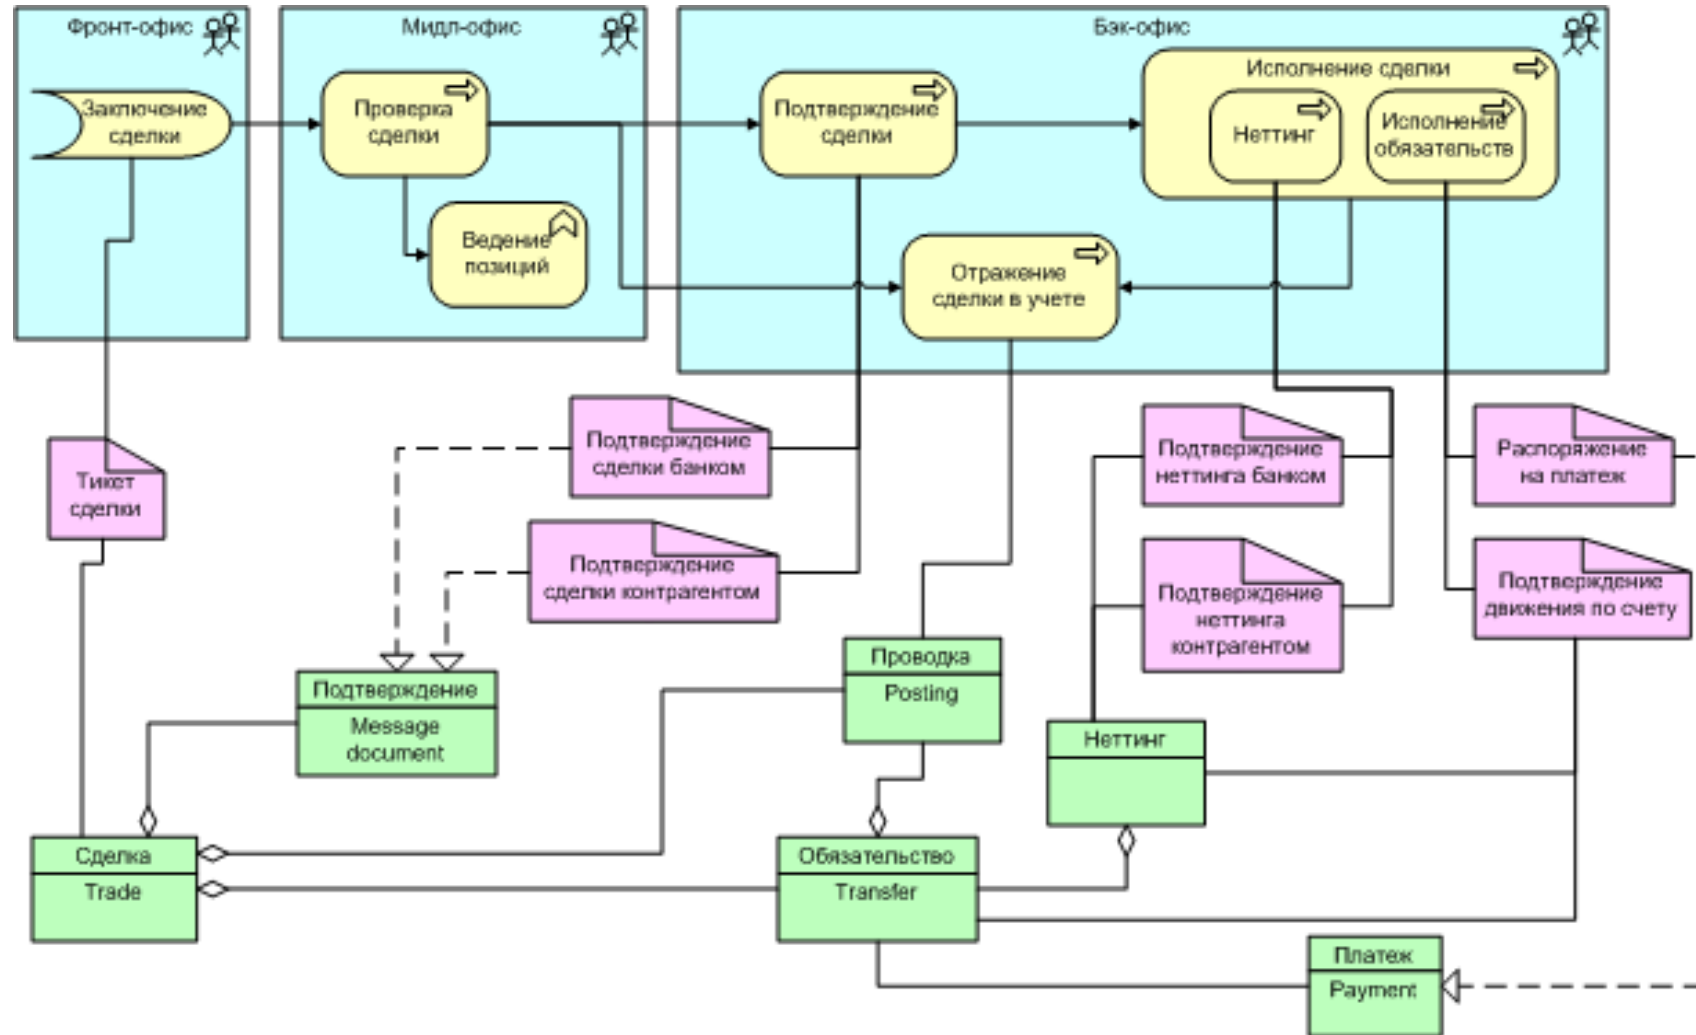 Фронт-офис
Мидл-офис
Бэк-офис
Заключение
сделки
Проверка
сделки
Ведение
позиций
Подтверждение
сделки
Исполнение сделки
Неттинг
Исполнение
обязательств
Отражение
сделки в учете
Тикет
сделки
Подтверждение
сделки банком
Подтверждение
сделки контрагентом
Подтверждение
неттинга банком
Распоряжение
на платеж
Подтверждение
неттинга
контрагентом
Подтверждение
движения по счету
Подтверждение
Message
document
Проводка
Posting
Неттинг
Сделка
Trade
Обязательство
Transfer
Платеж
Payment